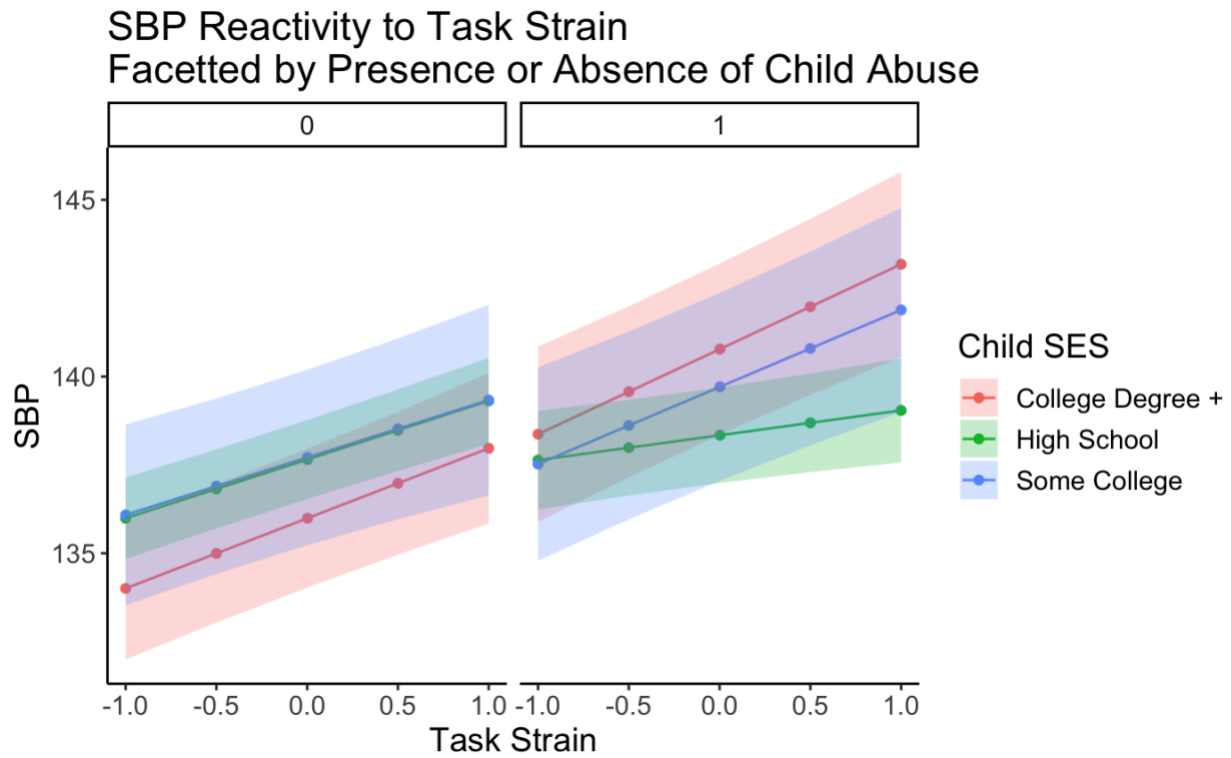 SBP Reactivity to Task Strain
Facetted by Presence or Absence of Child Abuse
0 1
145
140
135
SBP
-1.0 -0.5 0.0 0.5 1.0 -1.0 -0.5 0.0 0.5 1.0
Task Strain
Child SES
College Degree +
High School
Some College